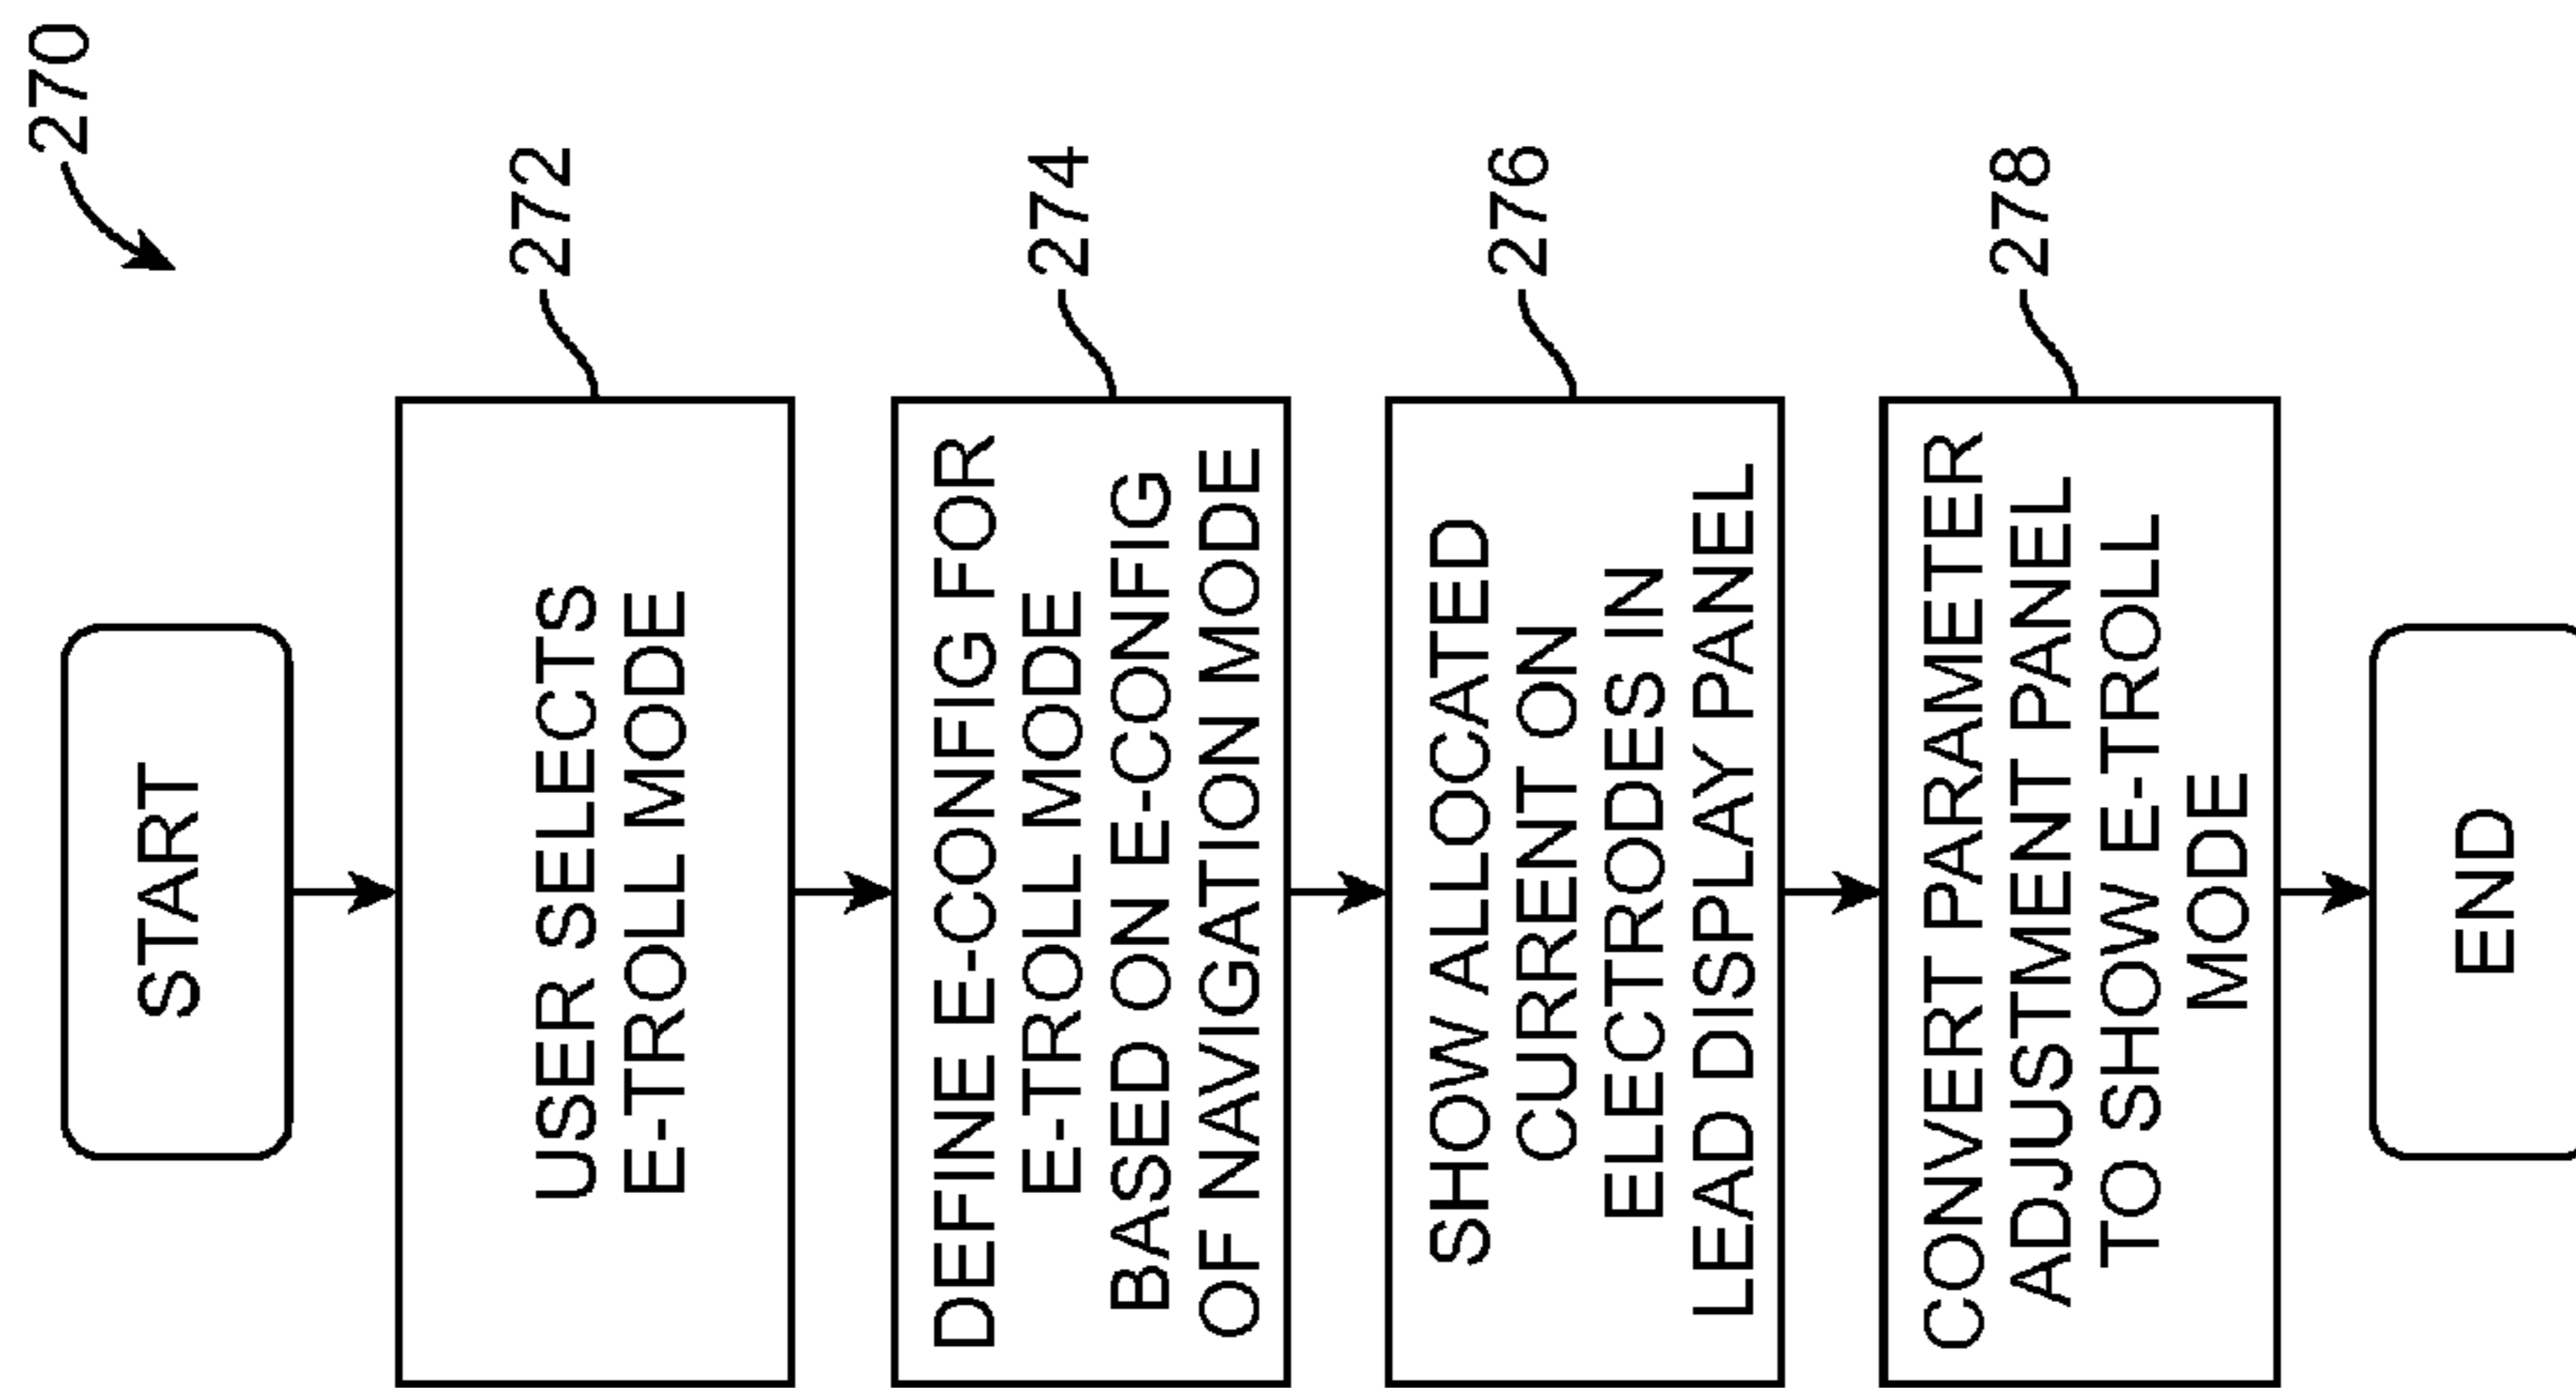 270
START
272
USER SELECTS
E-TROLL MODE
274
DEFINE E-CONFIG FOR
E-TROLL MODE
BASED ON E-CONFIG
OF NAVIGATION MODE
276
SHOW ALLOCATED
CURRENT ON
ELECTRODES IN
LEAD DISPLAY PANEL
278
CONVERT PARAMETER
ADJUSTMENT PANEL
TO SHOW E-TROLL
MODE
END